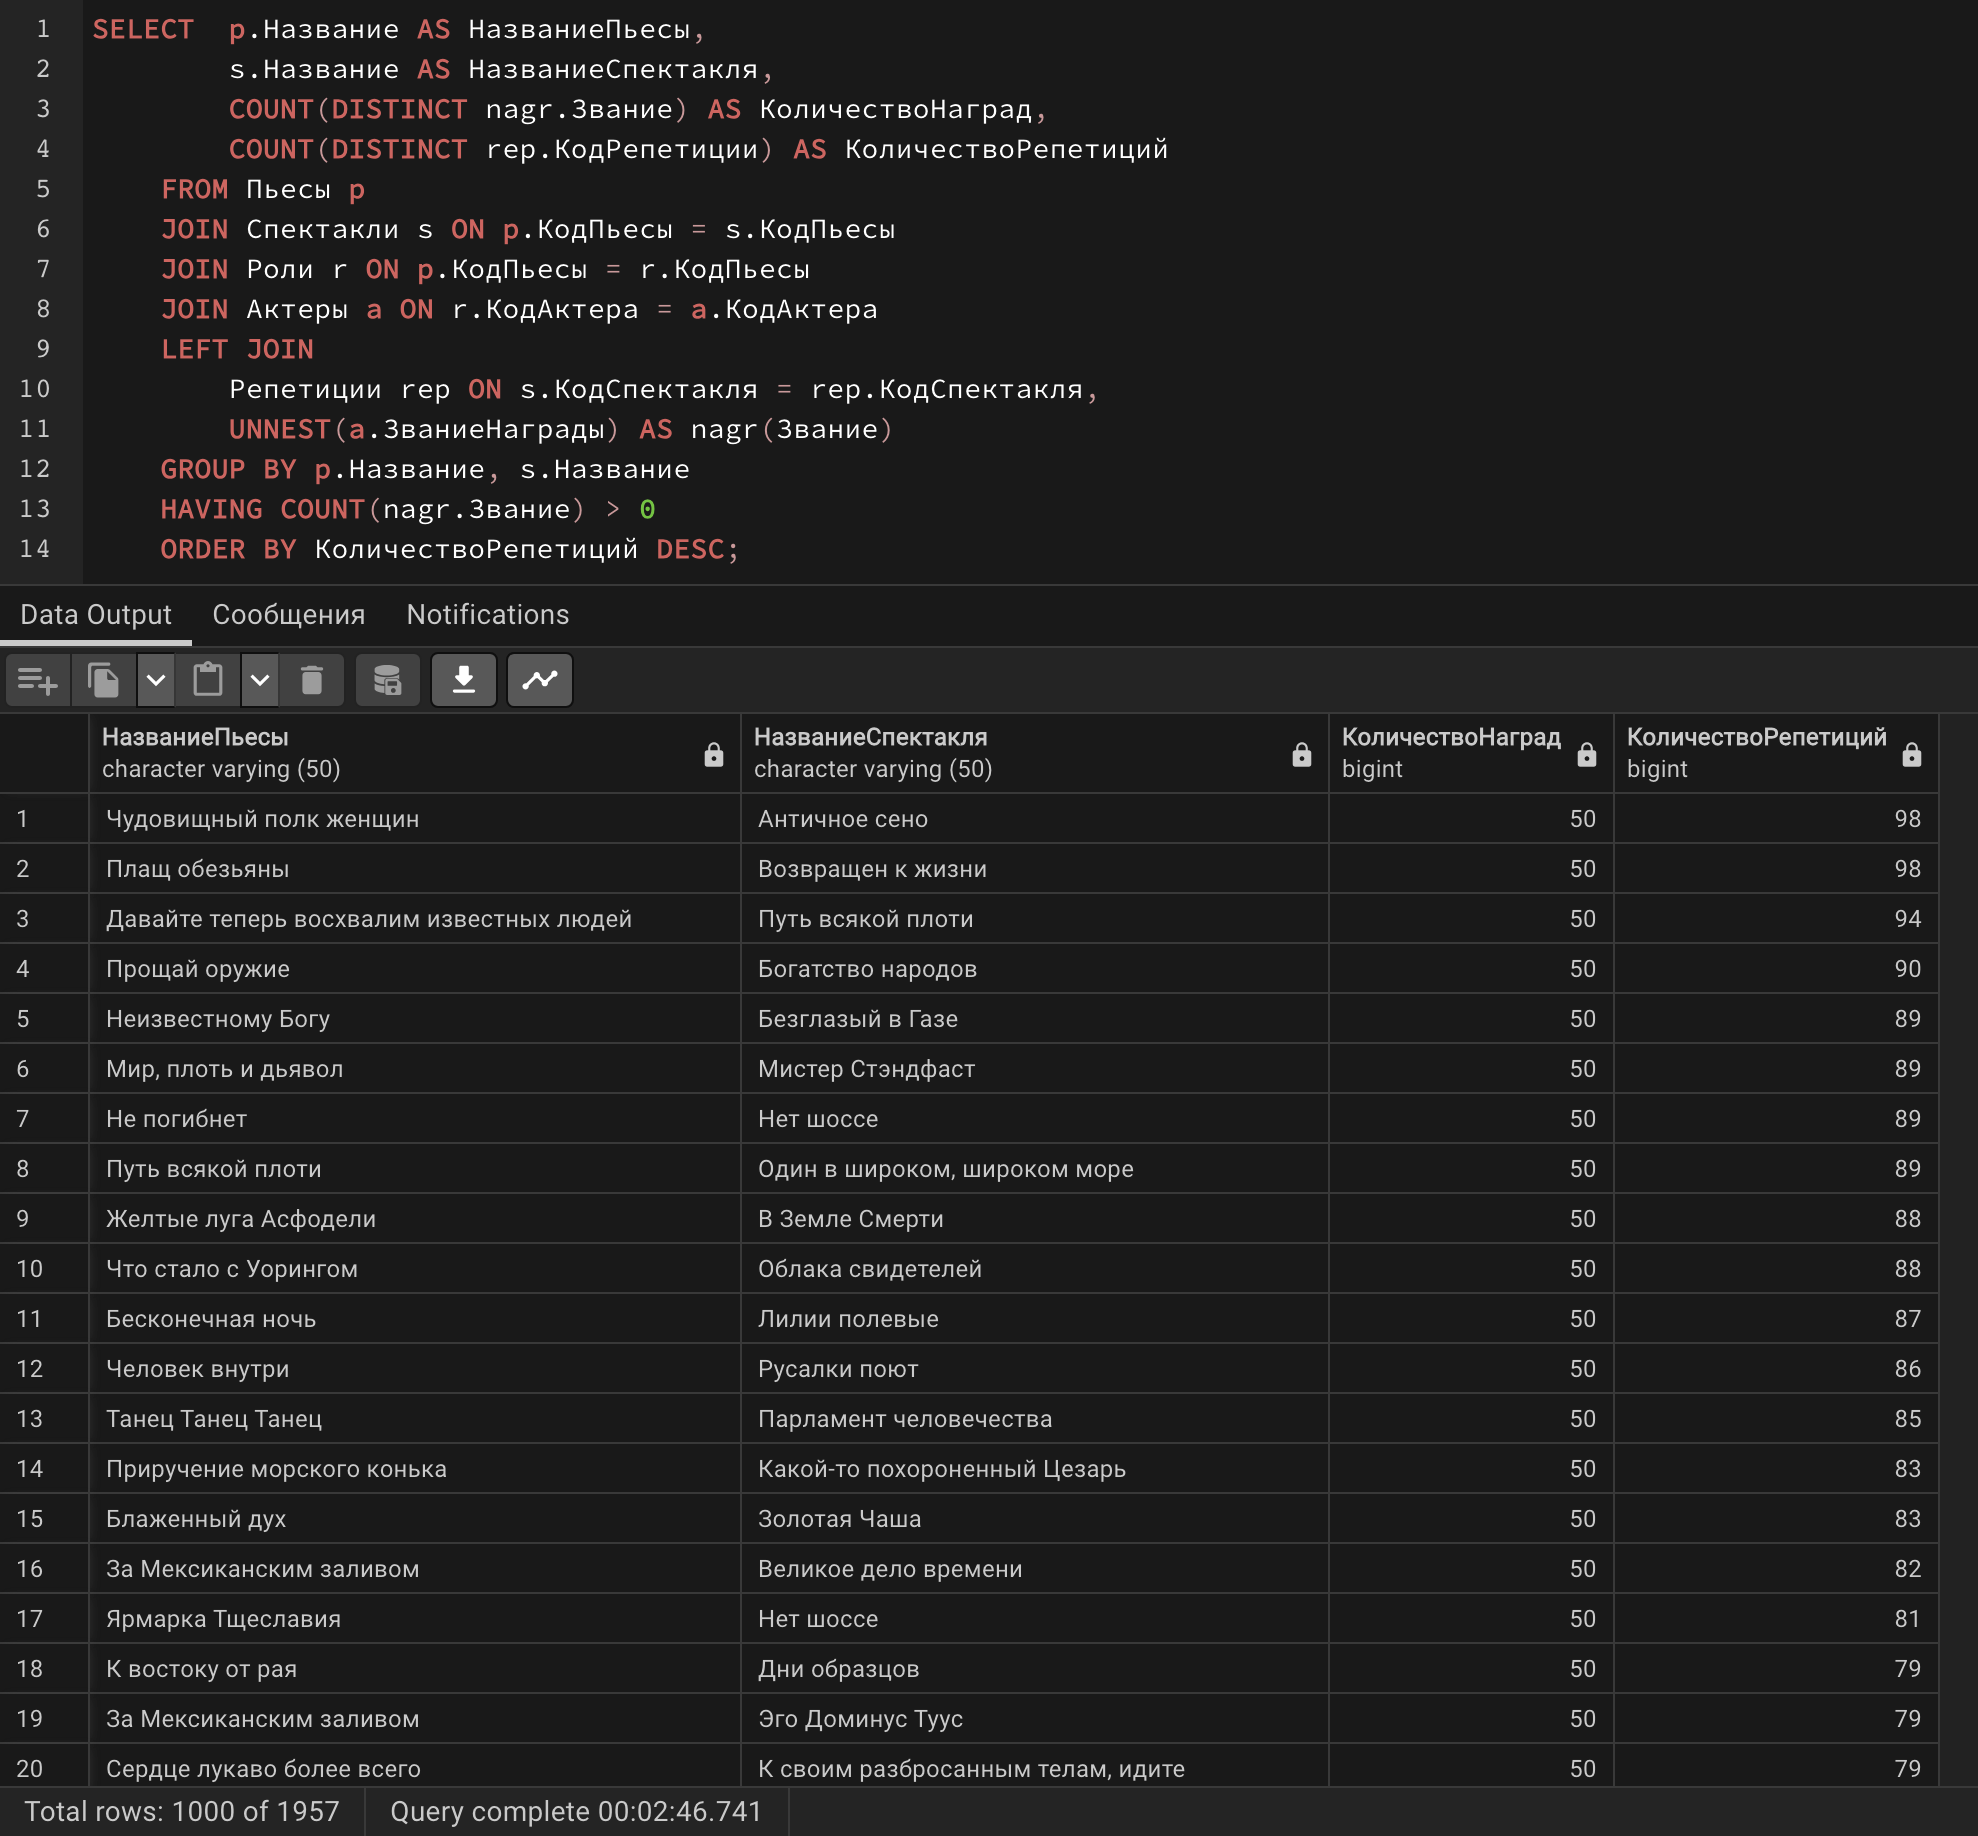 1 SELECT  p.Название AS НазваниеПьесы,
2         s.Название AS НазваниеСпектакля,
3         COUNT(DISTINCT nagr.Звание) AS КоличествоНаград,
4         COUNT(DISTINCT rep.КодРепетиции) AS КоличествоРепетиций
5     FROM Пьесы p
6     JOIN Спектакли s ON p.КодПьесы = s.КодПьесы
7     JOIN Роли r ON p.КодПьесы = r.КодПьесы
8     JOIN Актеры a ON r.КодАктера = a.КодАктера
9     LEFT JOIN
10         Репетиции rep ON s.КодСпектакля = rep.КодСпектакля,
11         UNNEST(a.ЗваниеНаграды) AS nagr(Звание)
12     GROUP BY p.Название, s.Название
13     HAVING COUNT(nagr.Звание) > 0
14     ORDER BY КоличествоРепетиций DESC;
Data Output Сообщения Notifications
НазваниеПьесы НазваниеСпектакля КоличествоНаград КоличествоРепетиций
character varying (50) character varying (50) bigint bigint
1 Чудовищный полк женщин Античное сено 50 98
2 Плащ обезьяны Возвращен к жизни 50 98
3 Давайте теперь восхвалим известных людей Путь всякой плоти 50 94
4 Прощай оружие Богатство народов 50 90
5 Неизвестному Богу Безглазый в Газе 50 89
6 Мир, плоть и дьявол Мистер Стэндфаст 50 89
7 Не погибнет Нет шоссе 50 89
8 Путь всякой плоти Один в широком, широком море 50 89
9 Желтые луга Асфодели В Земле Смерти 50 88
10 Что стало с Уорингом Облака свидетелей 50 88
11 Бесконечная ночь Лилии полевые 50 87
12 Человек внутри Русалки поют 50 86
13 Танец Танец Танец Парламент человечества 50 85
14 Приручение морского конька Какой-то похороненный Цезарь 50 83
15 Блаженный дух Золотая Чаша 50 83
16 За Мексиканским заливом Великое дело времени 50 82
17 Ярмарка Тщеславия Нет шоссе 50 81
18 К востоку от рая Дни образцов 50 79
19 За Мексиканским заливом Эго Доминус Туус 50 79
20 Сердце лукаво более всего К своим разбросанным телам, идите 50 79
Total rows: 1000 of 1957 Query complete 00:02:46.741